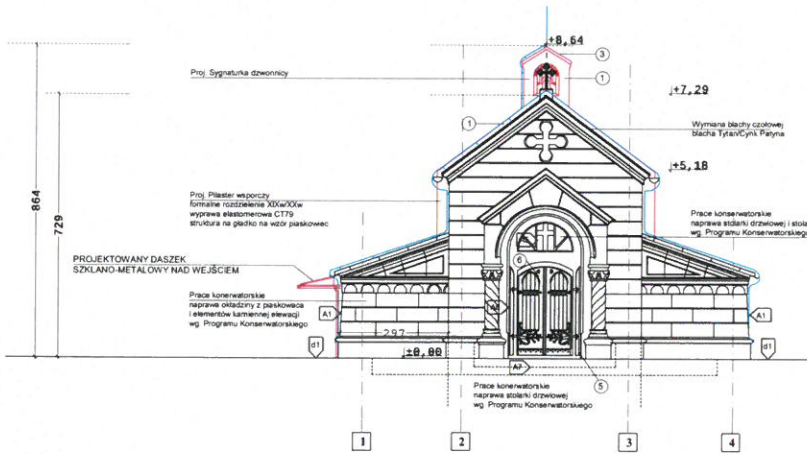 +8,64
3
Proj. Sygnaturka dzwonnicy
1
+7,29
1
Wymiana blachy czołowej
blacha Tytan/Cynk Patyna
+5,18
864
729
Proj. Pilaster wsporczy
formalne rozdzielenie XIXw/XXw
wyprawa elastomerowa CT79
struktura na gładko na wzór piaskowiec
Prace konserwatorskie
naprawa stolarki drzwiowej i stola
wg. Programu Konserwatorskiego
PROJEKTOWANY DASZEK
SZKLANO-METALOWY NAD WEJŚCIEM
6
Prace konerwatorskie
naprawa okładziny z piaskowaca
i elementów kamiennej elewacji
wg. Programu Konserwatorskiego
A1
A1
297
d1
±0,00
d1
A7
5
Prace konerwatorskie
naprawa stolarki drzwiowej
wg. Programu Konserwatorskiego
1
2
3
4